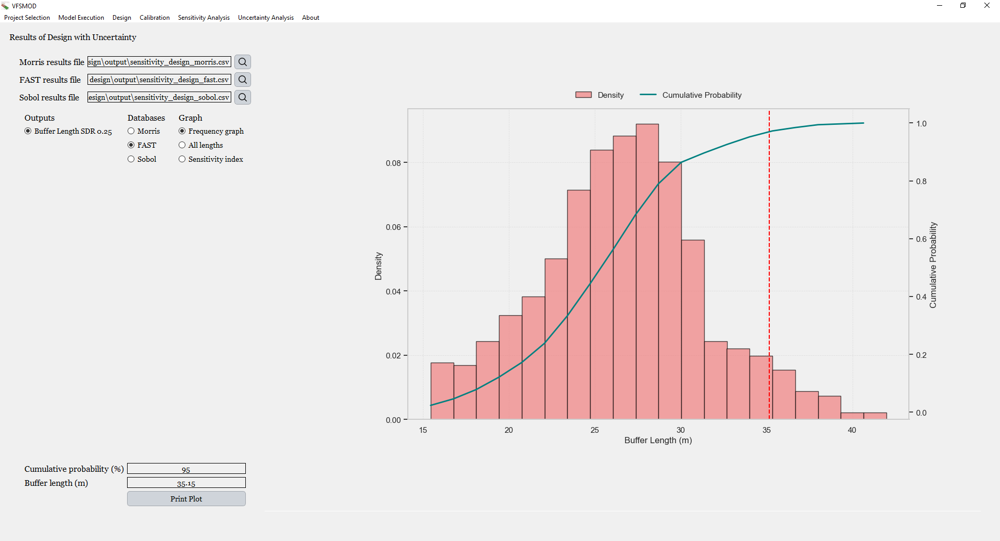 VFSMOD
Project Selection Model Execution Design Calibration Sensitivity Analysis Uncertainty Analysis About
Results of Design with Uncertainty
Morris results file sign\output\sensitivity_design_morris.csv
FAST results file design\output\sensitivity_design_fast.csv
Sobol results file esign\output\sensitivity_design_sobol.csv
Outputs Databases Graph
Buffer Length SDR 0.25 Morris Frequency graph
FAST All lengths
Sobol Sensitivity index
Density Cumulative Probability
1.0
0.8
0.6
0.4
0.2
0.0
Cumulative Probability
0.08
0.06
0.04
0.02
0.00
Density
15 20 25 30 35 40
Buffer Length (m)
Cumulative probability (%) 95
Buffer length (m) 35.15
Print Plot